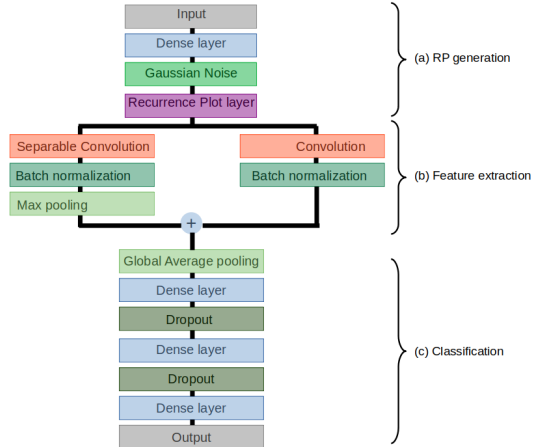 Input
Dense layer
Gaussian Noise
Recurrence Plot layer
(a) RP generation
Separable Convolution
Batch normalization
Max pooling
Convolution
Batch normalization
(b) Feature extraction
+
Global Average pooling
Dense layer
Dropout
Dense layer
Dropout
Dense layer
Output
(c) Classification